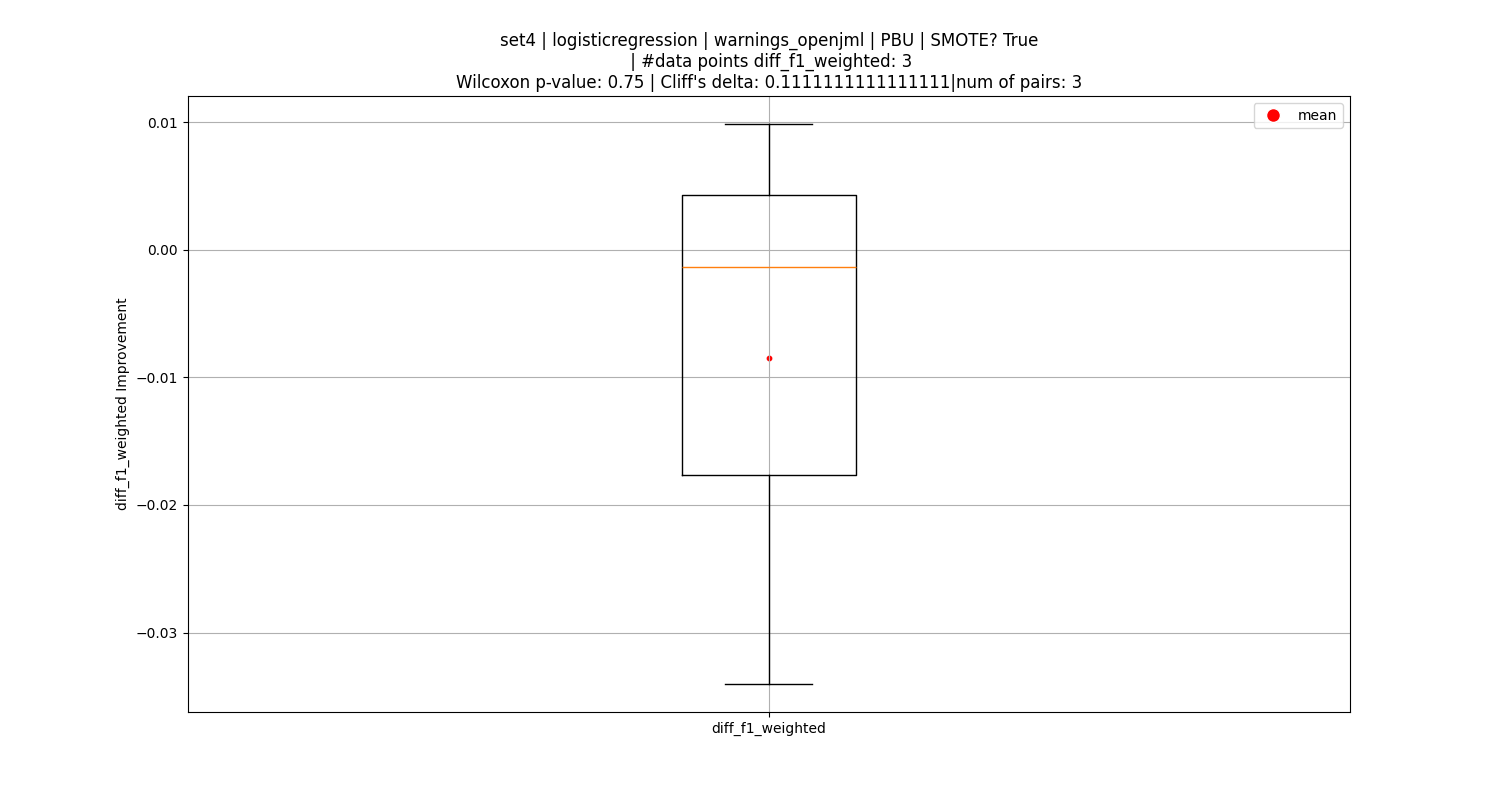 set4 | logisticregression | warnings_openjml | PBU | SMOTE? True
| #data points diff_f1_weighted: 3
Wilcoxon p-value: 0.75 | Cliff's delta: 0.1111111111111111|num of pairs: 3
mean
0.01
0.00
−0.01
−0.02
−0.03
diff_f1_weighted Improvement
diff_f1_weighted